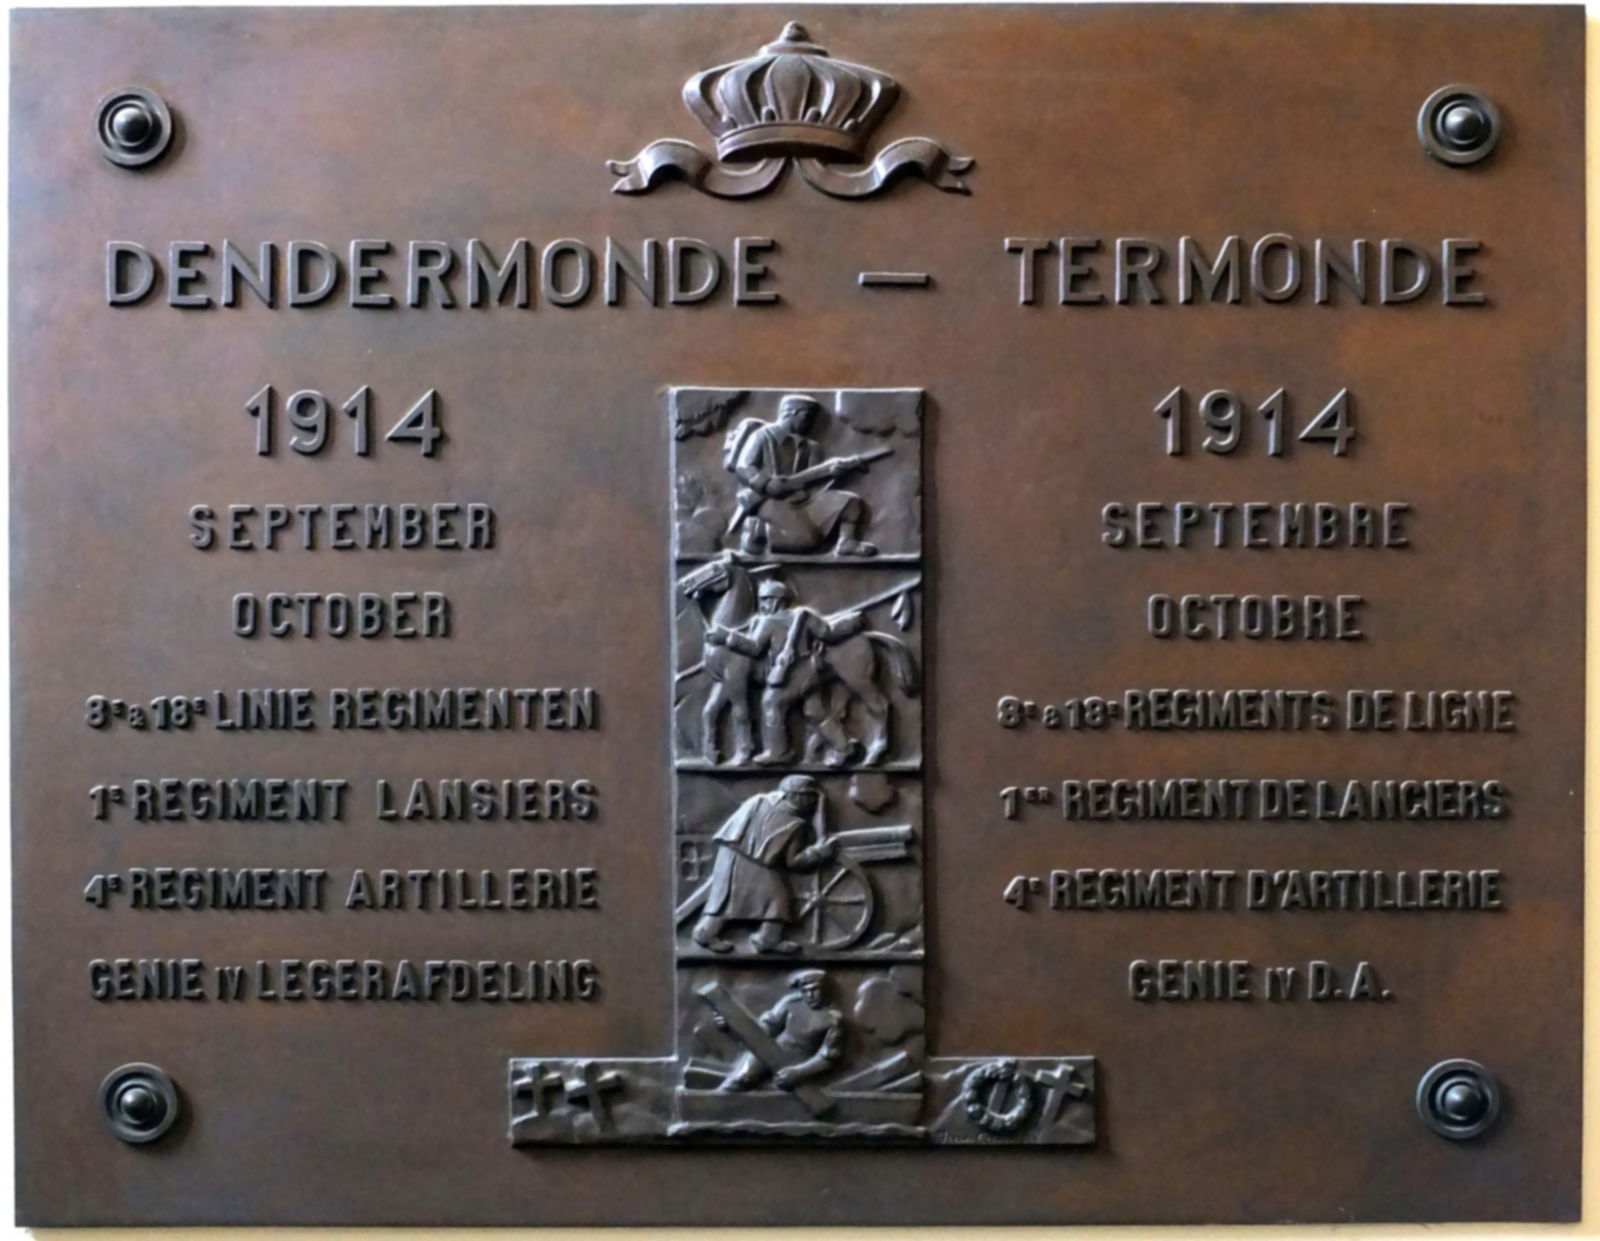 DENDERMONDE — TERMONDE
1914
SEPTEMBER
OCTOBER
8E & 18E LINIE REGIMENTEN
1E REGIMENT LANSIERS
4E REGIMENT ARTILLERIE
GENIE IV LEGERAFDELING
1914
SEPTEMBRE
OCTOBRE
8E & 18E REGIMENTS DE LIGNE
1ER REGIMENT DE LANCIERS
4E REGIMENT D'ARTILLERIE
GENIE IV D.A.